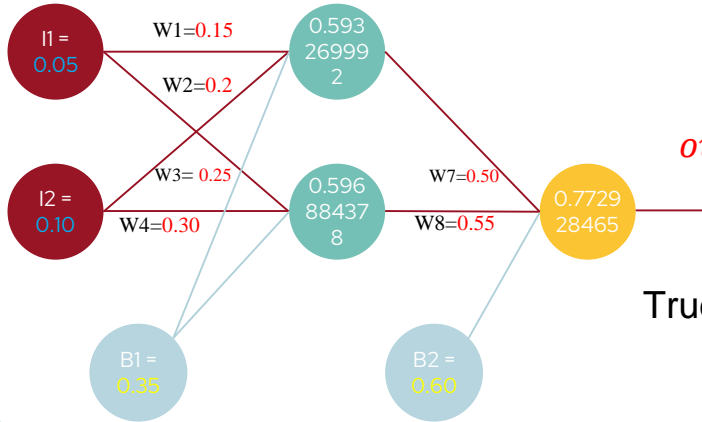 I1 =
0.05
W1=0.15
W2=0.2
0.593
26999
2
I2 =
0.10
W3= 0.25
W4=0.30
0.596
88437
8
W7=0.50
W8=0.55
0.7729
28465
B1 =
0.35
B2 =
0.60